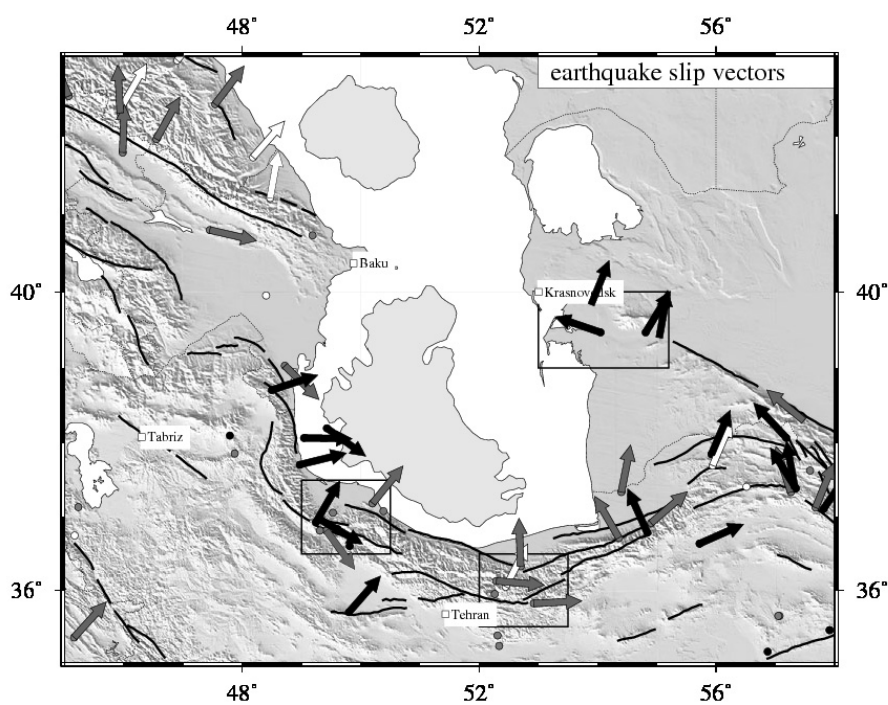 48° 52° 56°
earthquake slip vectors
Baku
40° Krasnovodsk 40°
Tabriz
36° 36°
Tehran
48° 52° 56°